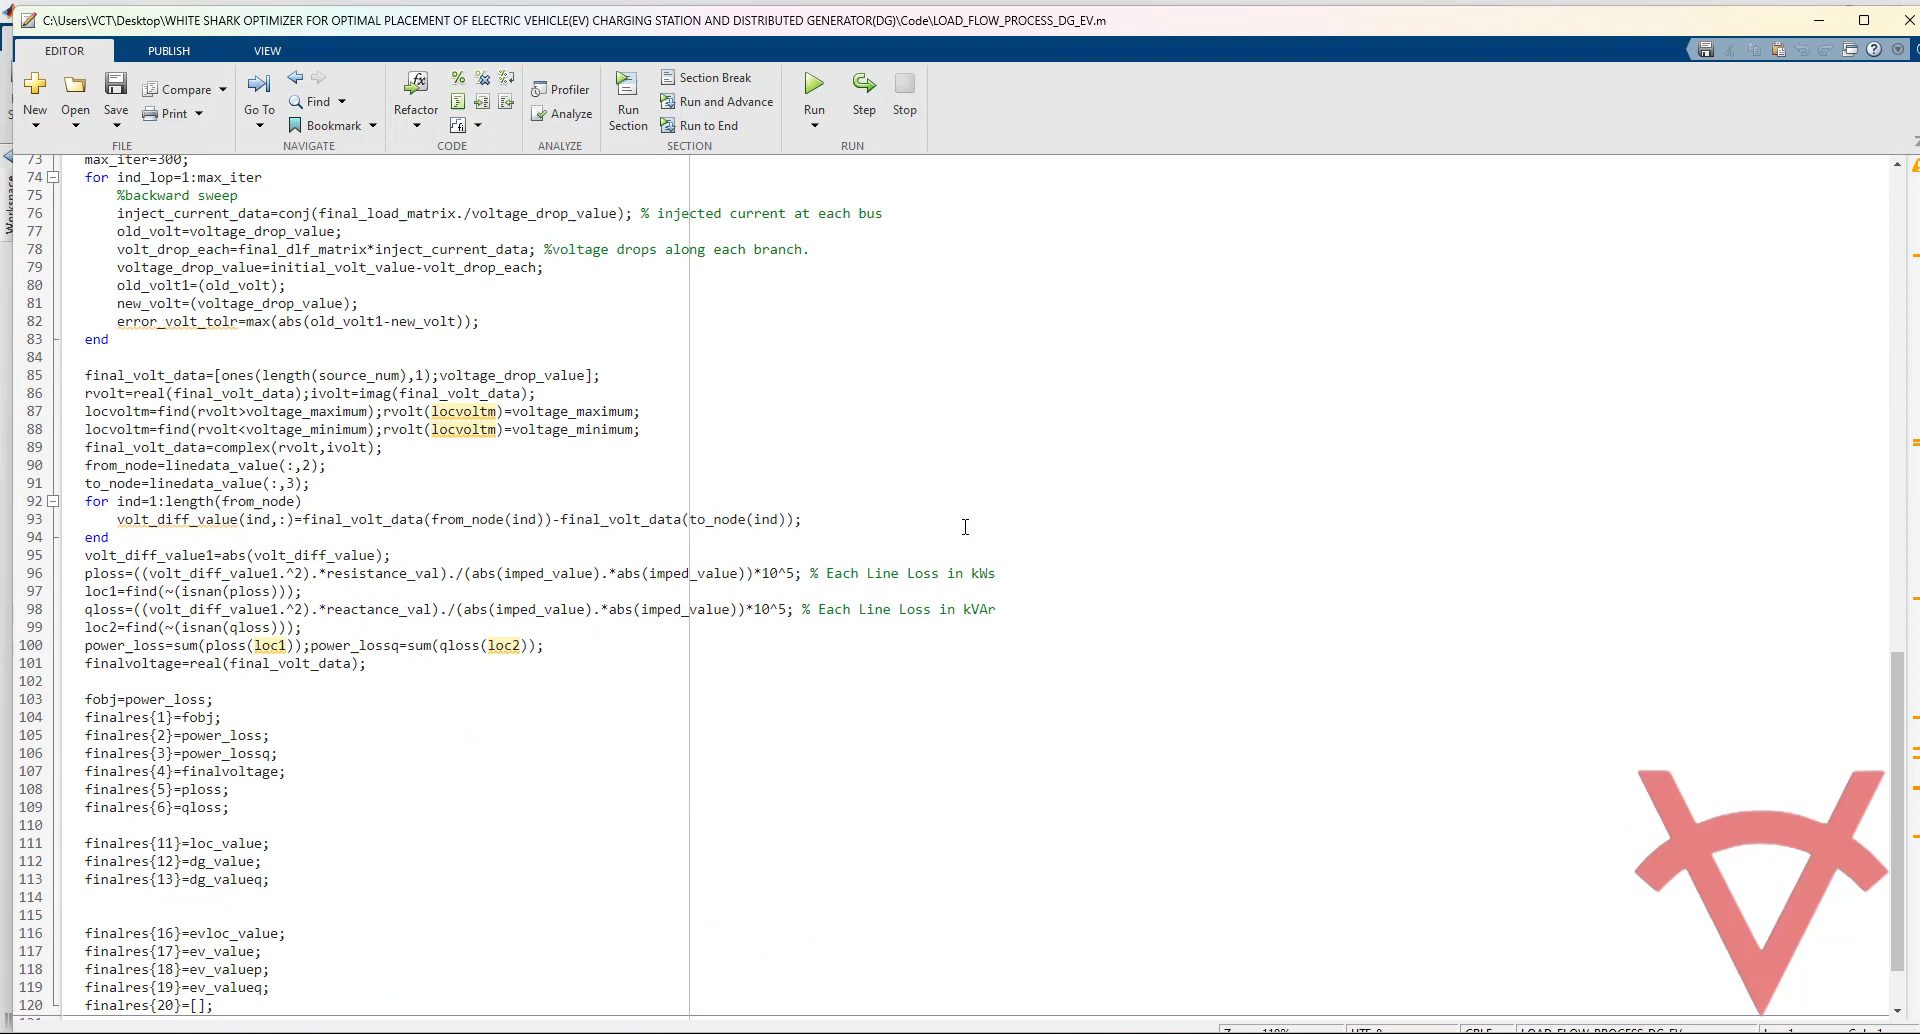 C:\Users\VCT\Desktop\WHITE SHARK OPTIMIZER FOR OPTIMAL PLACEMENT OF ELECTRIC VEHICLE(EV) CHARGING STATION AND DISTRIBUTED GENERATOR(DG)\Code\LOAD_FLOW_PROCESS_DG_EV.m
EDITOR PUBLISH VIEW
New Open Save Compare Print
Go To Find Bookmark
Refactor
Profiler Analyze
Run Section Section Break Run and Advance Run to End
Run Step Stop
FILE NAVIGATE CODE ANALYZE SECTION RUN
Workspace
73 max_iter=300;
74 for ind_lop=1:max_iter
75 %backward sweep
76 inject_current_data=conj(final_load_matrix./voltage_drop_value); % injected current at each bus
77 old_volt=voltage_drop_value;
78 volt_drop_each=final_dlf_matrix*inject_current_data; %voltage drops along each branch.
79 voltage_drop_value=initial_volt_value-volt_drop_each;
80 old_volt1=(old_volt);
81 new_volt=(voltage_drop_value);
82 error_volt_tolr=max(abs(old_volt1-new_volt));
83 end
84
85 final_volt_data=[ones(length(source_num),1);voltage_drop_value];
86 rvolt=real(final_volt_data);ivolt=imag(final_volt_data);
87 locvoltm=find(rvolt>voltage_maximum);rvolt(locvoltm)=voltage_maximum;
88 locvoltm=find(rvolt<voltage_minimum);rvolt(locvoltm)=voltage_minimum;
89 final_volt_data=complex(rvolt,ivolt);
90 from_node=linedata_value(:,2);
91 to_node=linedata_value(:,3);
92 for ind=1:length(from_node)
93 volt_diff_value(ind,:)=final_volt_data(from_node(ind))-final_volt_data(to_node(ind));
94 end
95 volt_diff_value1=abs(volt_diff_value);
96 ploss=((volt_diff_value1.^2).*resistance_val)./(abs(imped_value).*abs(imped_value))*10^5; % Each Line Loss in kWs
97 loc1=find(~(isnan(ploss)));
98 qloss=((volt_diff_value1.^2).*reactance_val)./(abs(imped_value).*abs(imped_value))*10^5; % Each Line Loss in kVAr
99 loc2=find(~(isnan(qloss)));
100 power_loss=sum(ploss(loc1));power_lossq=sum(qloss(loc2));
101 finalvoltage=real(final_volt_data);
102
103 fobj=power_loss;
104 finalres{1}=fobj;
105 finalres{2}=power_loss;
106 finalres{3}=power_lossq;
107 finalres{4}=finalvoltage;
108 finalres{5}=ploss;
109 finalres{6}=qloss;
110
111 finalres{11}=loc_value;
112 finalres{12}=dg_value;
113 finalres{13}=dg_valueq;
114
115
116 finalres{16}=evloc_value;
117 finalres{17}=ev_value;
118 finalres{18}=ev_valuep;
119 finalres{19}=ev_valueq;
120 finalres{20}=[];